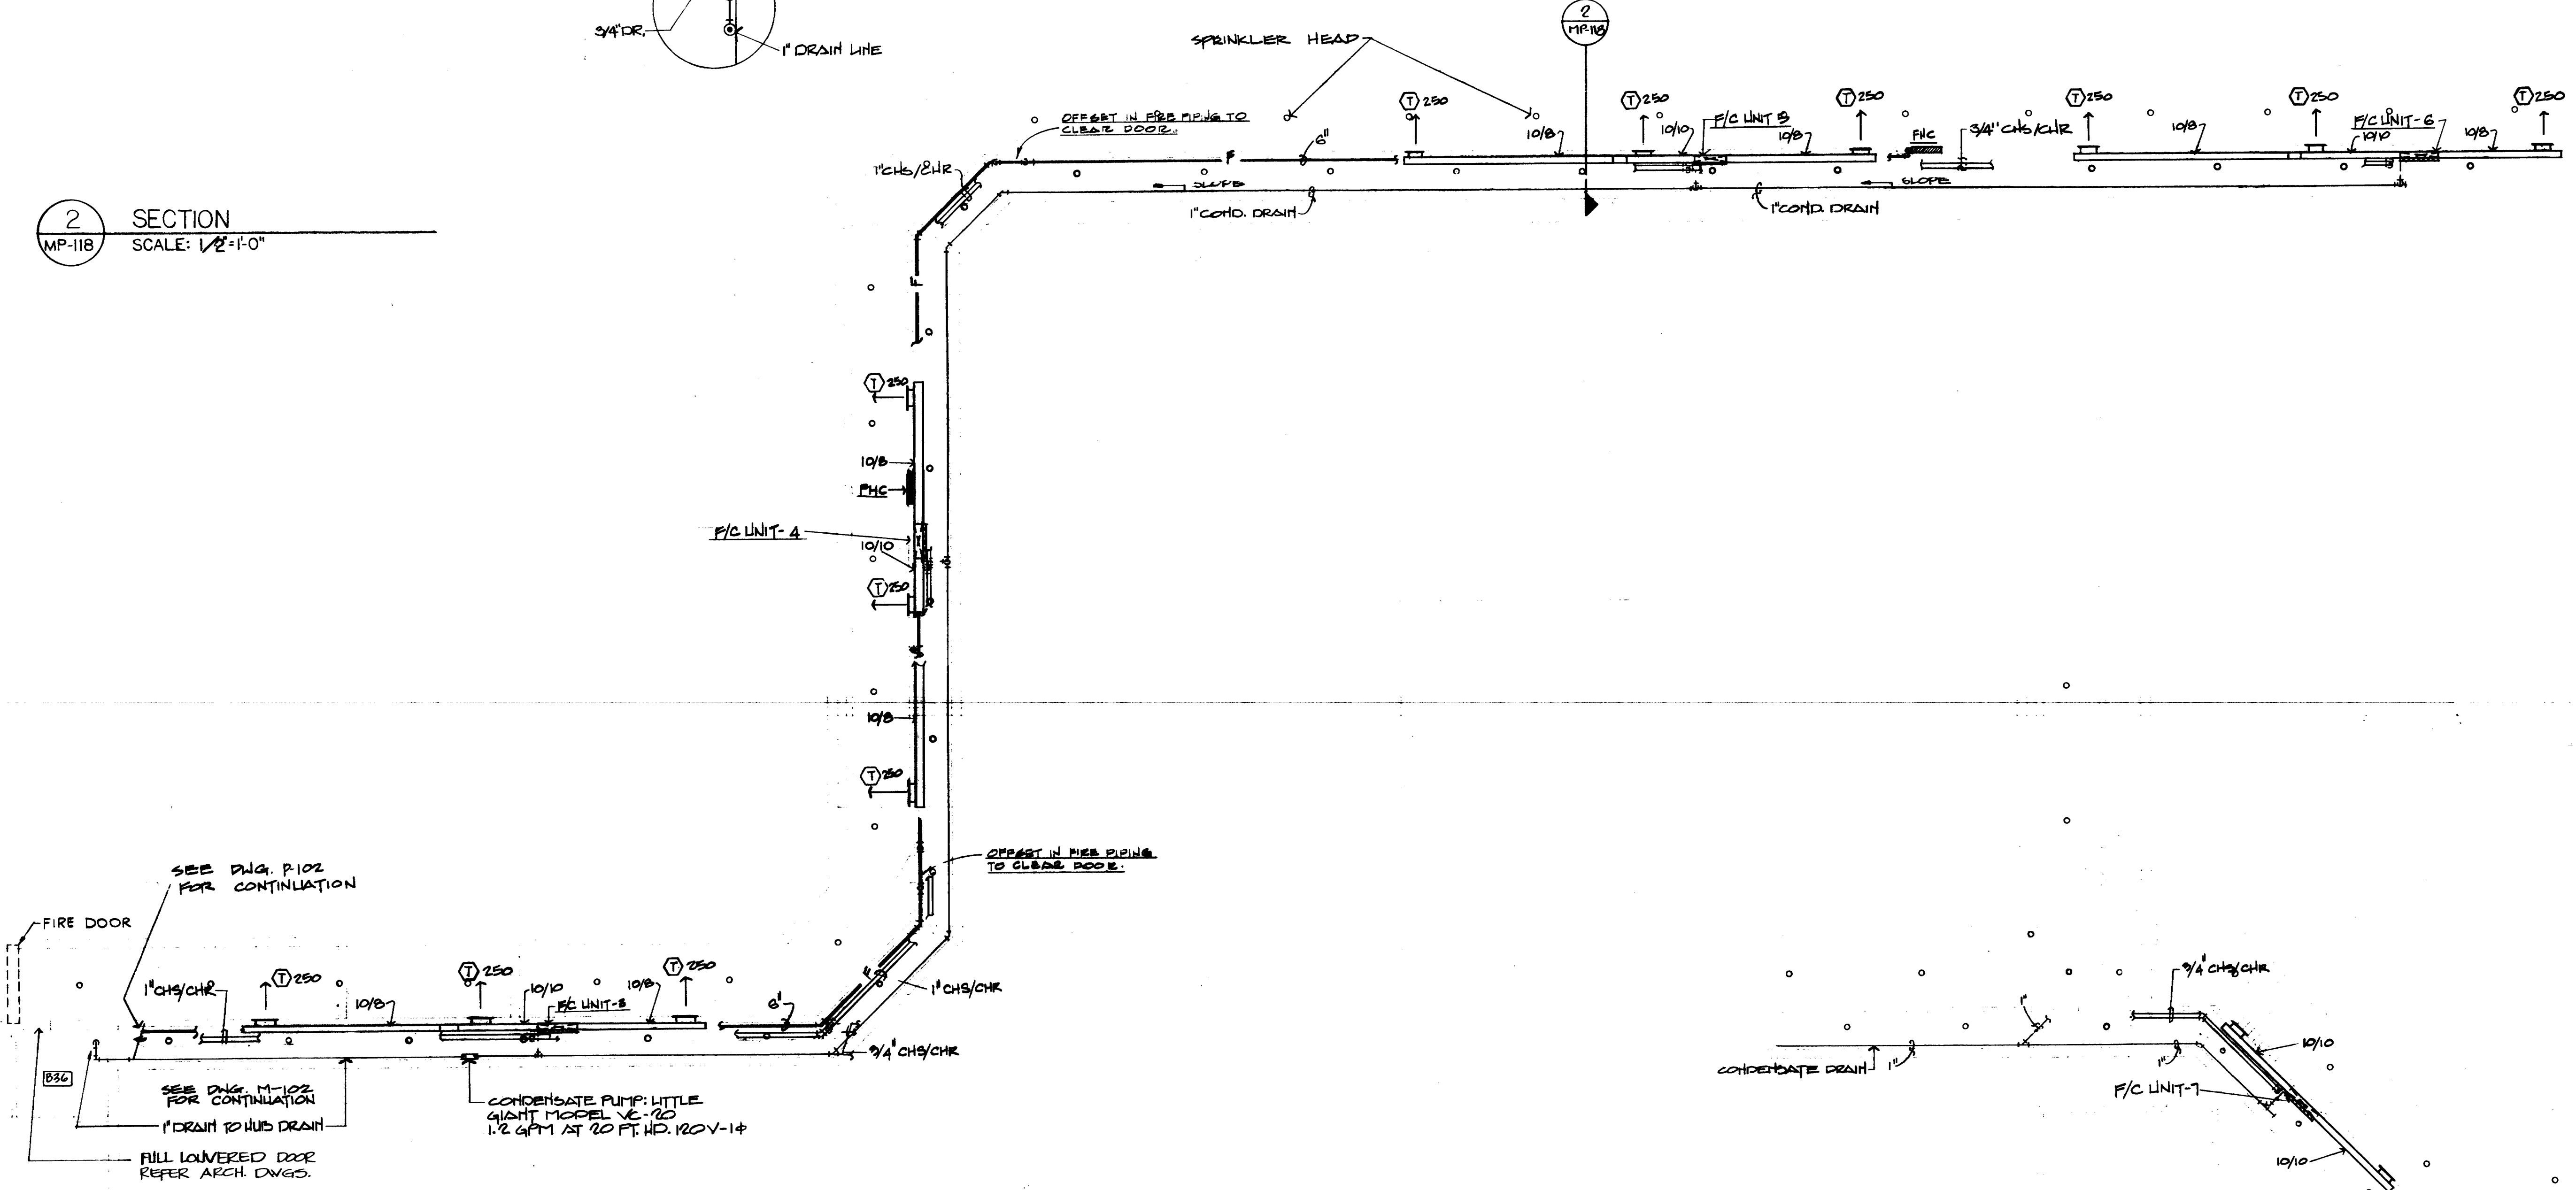 3/4" DR.
1" DRAIN LINE
SPRINKLER HEAD
2
MP-118
T 250
T 250
T 250
T 250
T 250
T 250
OFFSET IN FIRE PIPING TO
CLEAR DOOR.
6"
10/8
10/10
F/C UNIT 5
10/8
FHC
3/4" CHS/CHR
10/8
F/C UNIT-6
10/10
10/8
F
1" CHS/CHR
SLOPE
SLOPE
1" COND. DRAIN
1" COND. DRAIN
2
MP-118
SECTION
SCALE: 1/2"=1'-0"
F
T 250
10/8
FHC
F/C UNIT-4
10/10
T 250
10/8
T 250
OFFSET IN FIRE PIPING
TO CLEAR DOOR.
SEE DWG. P-102
FOR CONTINUATION
FIRE DOOR
1" CHS/CHR
T 250
T 250
T 250
10/8
10/10
F/C UNIT-3
10/8
6"
F
1" CHS/CHR
3/4" CHS/CHR
B36
SEE DWG. M-102
FOR CONTINUATION
1" DRAIN TO HUB DRAIN
FULL LOUVERED DOOR
REFER ARCH. DWGS.
CONDENSATE PUMP: LITTLE
GIANT MODEL VC-20
1.2 GPM AT 20 FT. HD. 120V-1φ
3/4" CHS/CHR
1"
CONDENSATE DRAIN
1"
1"
10/10
F/C UNIT-7
10/10